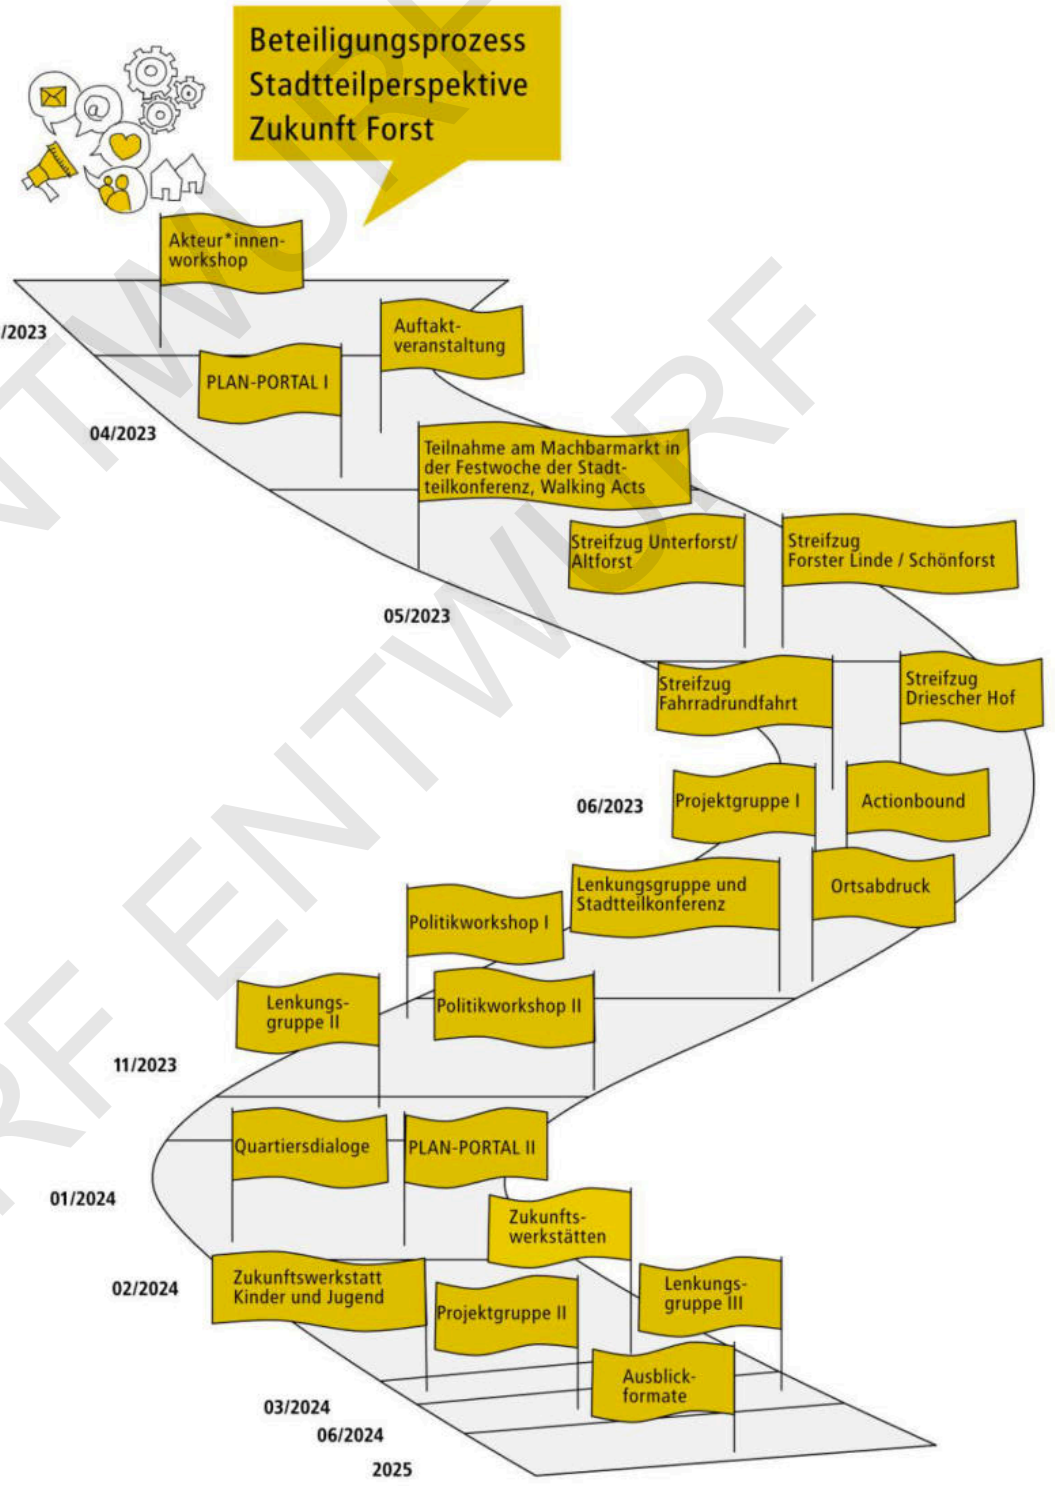 Beteiligungsprozess
Stadtteilperspektive
Zukunft Forst
@
Akteur*innen-
workshop
/2023
Auftakt-
veranstaltung
PLAN-PORTAL I
04/2023
Teilnahme am Machbarmarkt in
der Festwoche der Stadt-
teilkonferenz, Walking Acts
Streifzug Unterforst/
Altforst
Streifzug
Forster Linde / Schönforst
05/2023
Streifzug
Fahrradrundfahrt
Streifzug
Driescher Hof
06/2023
Projektgruppe I
Actionbound
Lenkungsgruppe und
Stadtteilkonferenz
Ortsabdruck
Politikworkshop I
Lenkungs-
gruppe II
Politikworkshop II
11/2023
Quartiersdialoge
PLAN-PORTAL II
01/2024
Zukunfts-
werkstätten
02/2024
Zukunftswerkstatt
Kinder und Jugend
Projektgruppe II
Lenkungs-
gruppe III
Ausblick-
formate
03/2024
06/2024
2025
ENTWURF
ENTWURF